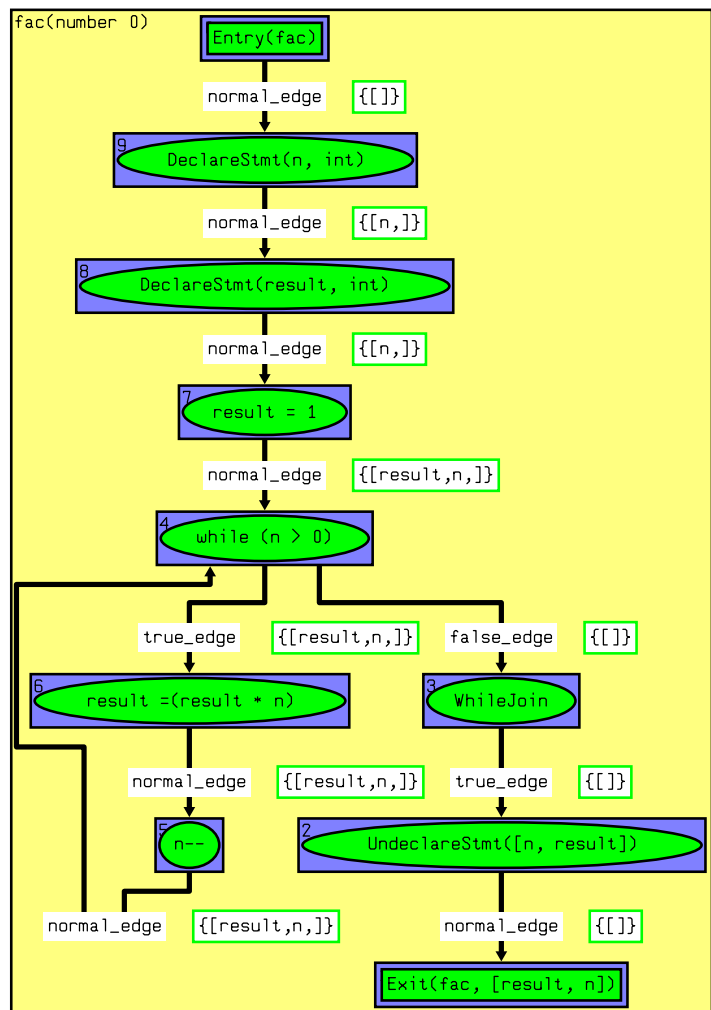 fac(number 0)
Entry(fac)
normal_edge {[]}
9
DeclareStmt(n, int)
normal_edge {[n,]}
8
DeclareStmt(result, int)
normal_edge {[n,]}
7
result = 1
normal_edge {[result,n,]}
4
while (n > 0)
true_edge {[result,n,]} false_edge {[]}
6
result =(result * n)
3
WhileJoin
normal_edge {[result,n,]} true_edge {[]}
5
n--
2
UndeclareStmt([n, result])
normal_edge {[result,n,]} normal_edge {[]}
Exit(fac, [result, n])